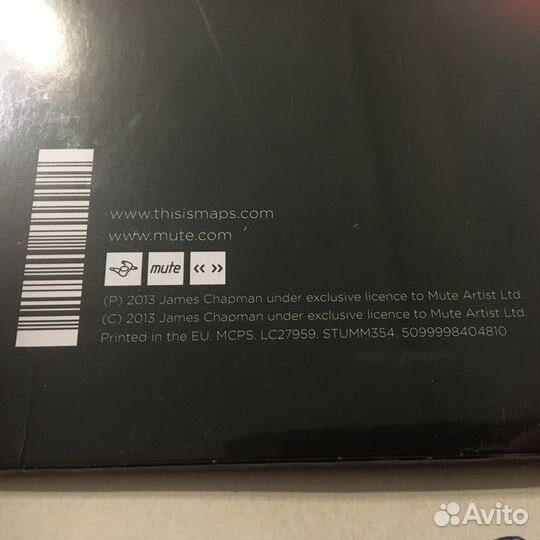 www.thisismaps.com
www.mute.com
mute «»
(P) 2013 James Chapman under exclusive licence to Mute Artist Ltd.
(C) 2013 James Chapman under exclusive licence to Mute Artist Ltd.
Printed in the EU. MCPS. LC27959. STUMM354. 5099998404810
Avito